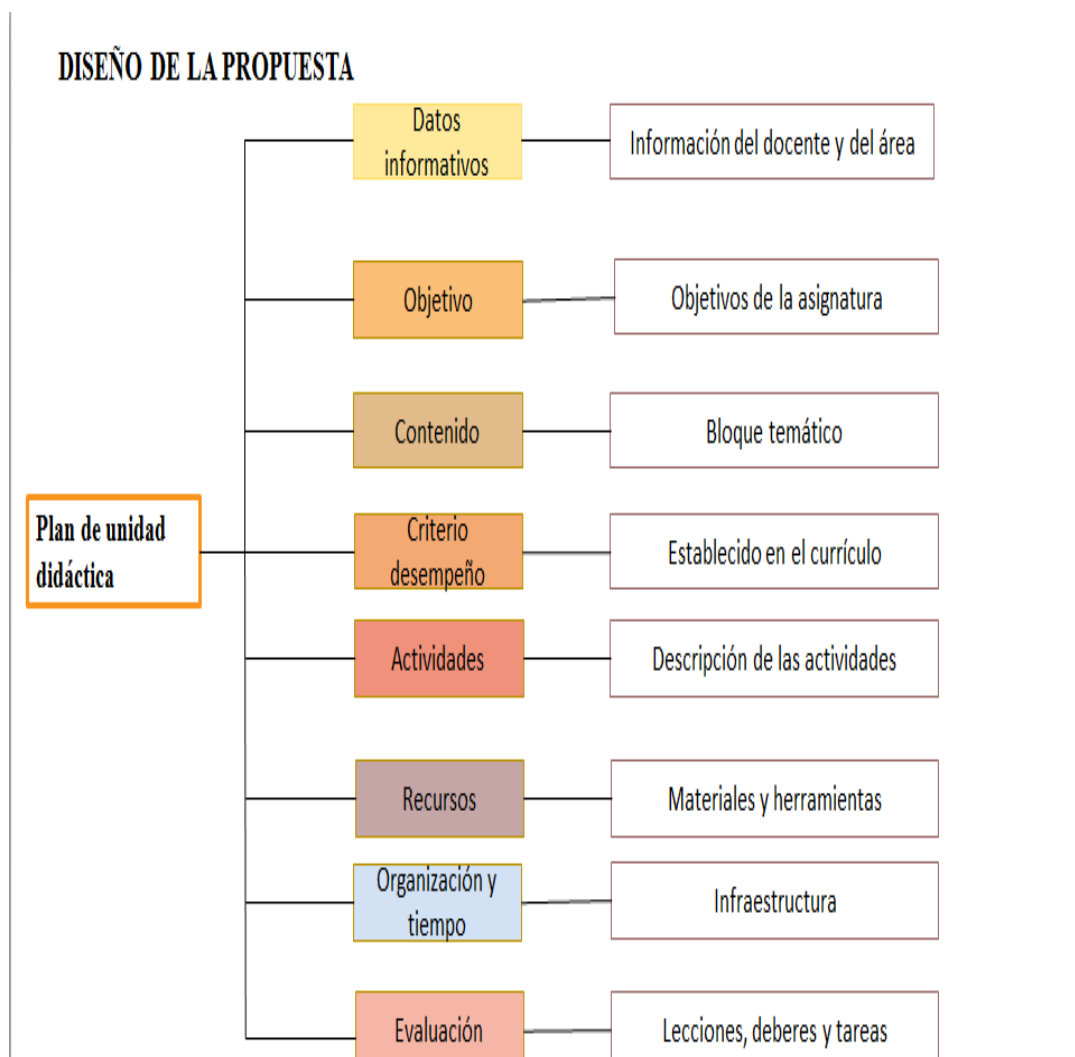 DISEÑO DE LA PROPUESTA
Datos
informativos
Información del docente y del área
Objetivo
Objetivos de la asignatura
Contenido
Bloque temático
Plan de unidad
didáctica
Criterio
desempeño
Establecido en el currículo
Actividades
Descripción de las actividades
Recursos
Materiales y herramientas
Organización y
tiempo
Infraestructura
Evaluación
Lecciones, deberes y tareas